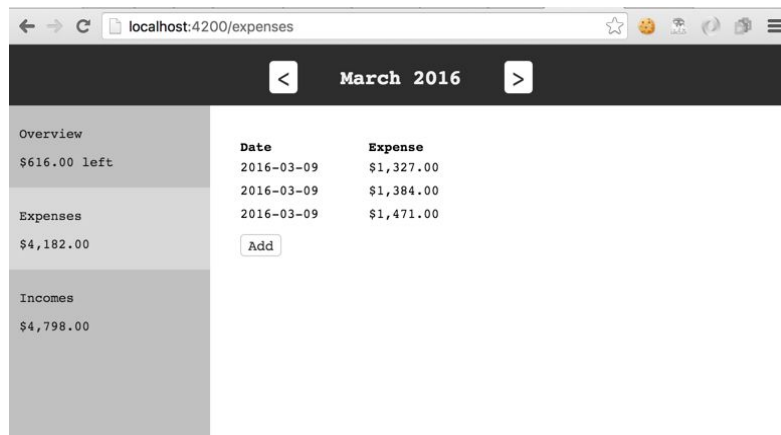 localhost:4200/expenses
< March 2016 >
Overview
$616.00 left
Expenses
$4,182.00
Incomes
$4,798.00
Date Expense
2016-03-09 $1,327.00
2016-03-09 $1,384.00
2016-03-09 $1,471.00
Add